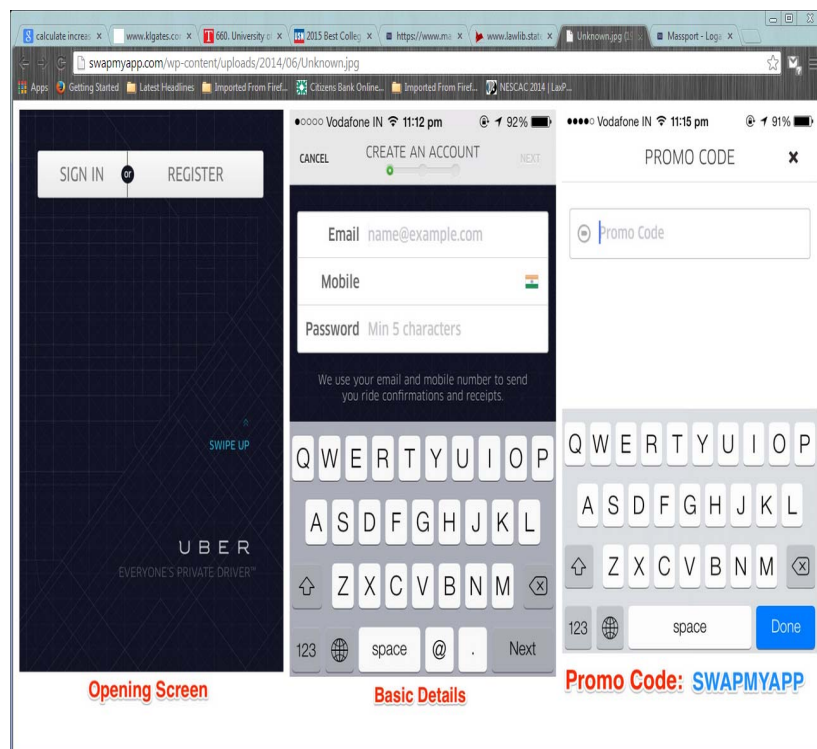 calculate increas
www.klgates.cor
660. University o
2015 Best Colleg
https://www.ma
www.lawlib.stat
Unknown.jpg (1
Massport - Loga
swapmyapp.com/wp-content/uploads/2014/06/Unknown.jpg
Apps Getting Started Latest Headlines Imported From Firef... Citizens Bank Online... Imported From Firef... NESCAC 2014 | LaxP...
SIGN IN or REGISTER
SWIPE UP
UBER
EVERYONE'S PRIVATE DRIVER™
Opening Screen
Vodafone IN 11:12 pm 92%
CANCEL CREATE AN ACCOUNT NEXT
Email name@example.com
Mobile
Password Min 5 characters
We use your email and mobile number to send
you ride confirmations and receipts.
Q W E R T Y U I O P
A S D F G H J K L
Z X C V B N M
123 space @ . Next
Basic Details
Vodafone IN 11:15 pm 91%
PROMO CODE x
Promo Code
Q W E R T Y U I O P
A S D F G H J K L
Z X C V B N M
123 space Done
Promo Code: SWAPMYAPP